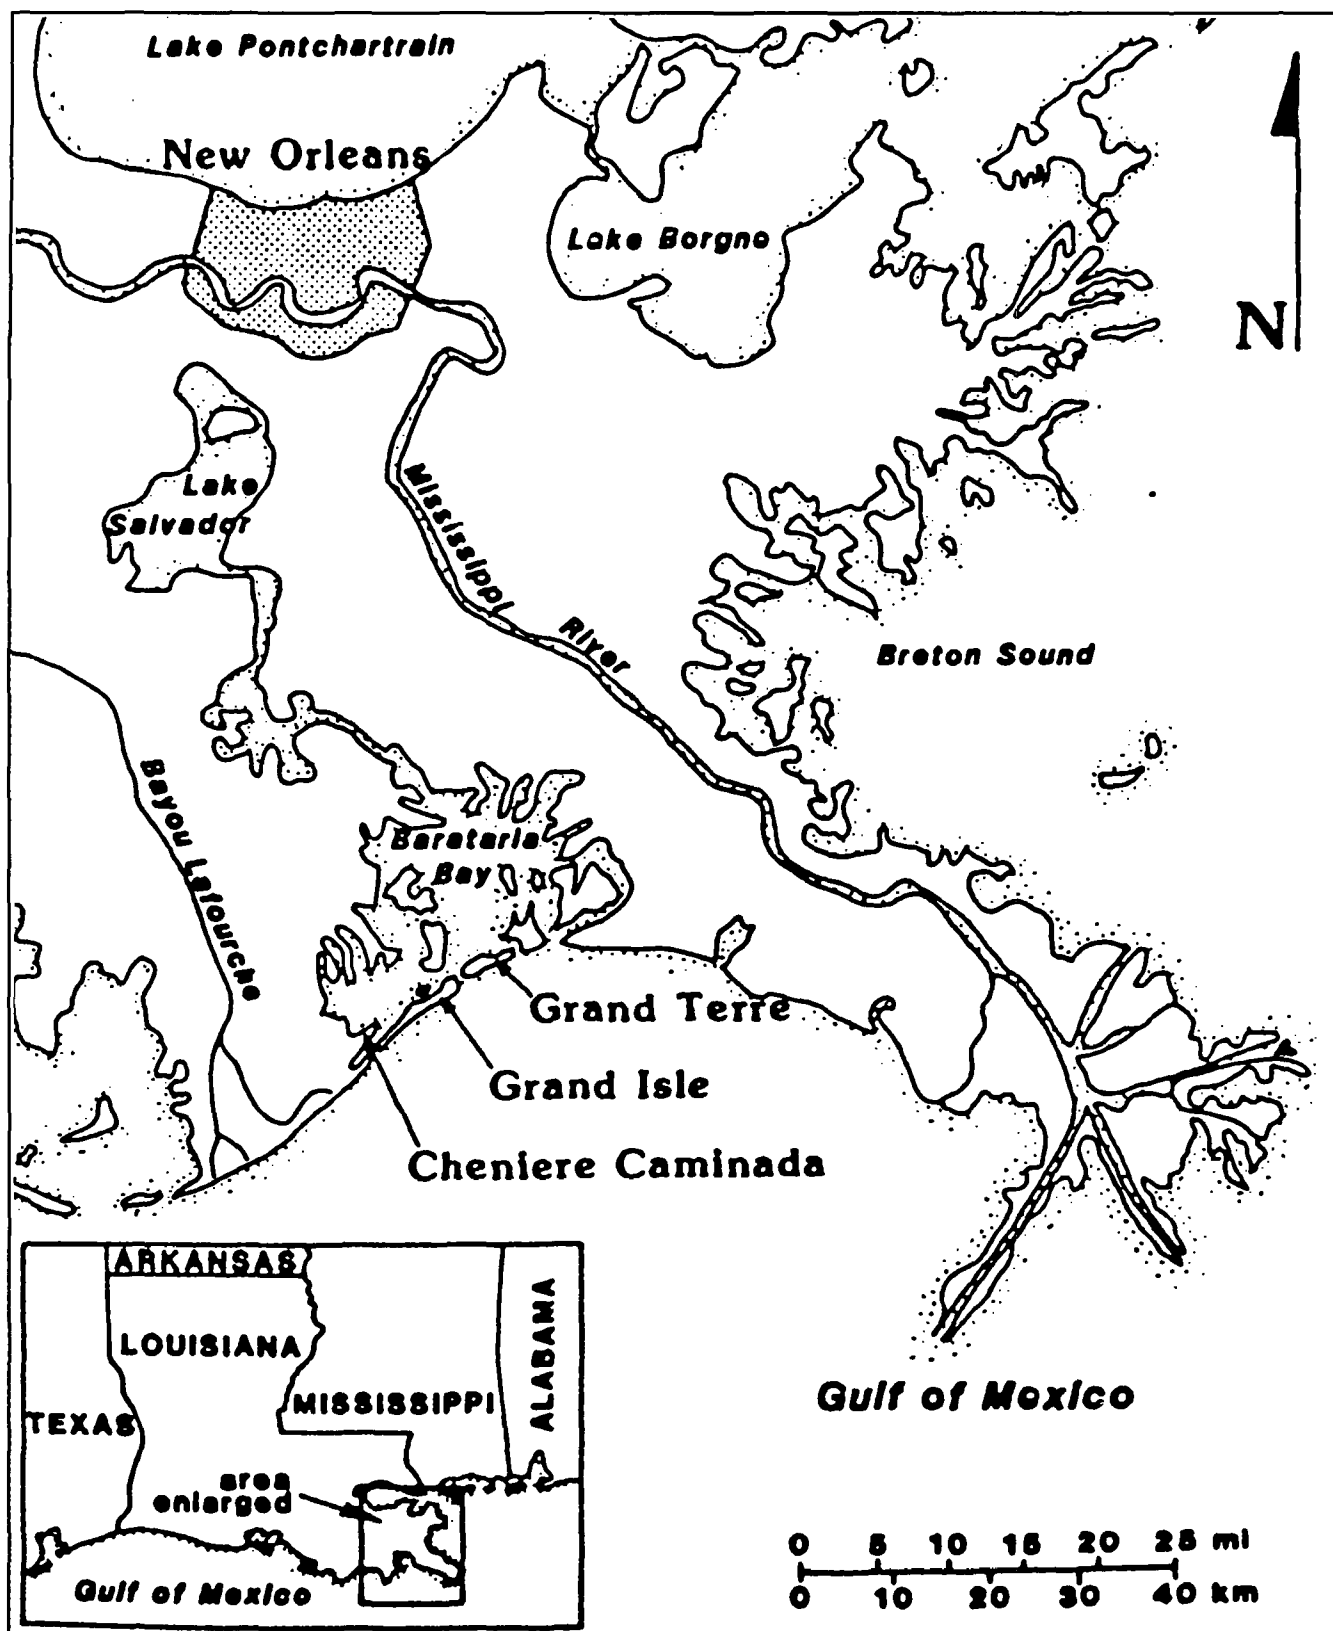 Lake Pontchartrain
New Orleans
Lake Borgne
N
Lake
Salvador
Mississippi
River
Breton Sound
Bayou Lafourche
Barataria
Bay
Grand Terre
Grand Isle
Cheniere Caminada
ARKANSAS
LOUISIANA
MISSISSIPPI
ALABAMA
TEXAS
area
enlarged
Gulf of Mexico
Gulf of Mexico
0 5 10 15 20 25 mi
0 10 20 30 40 km